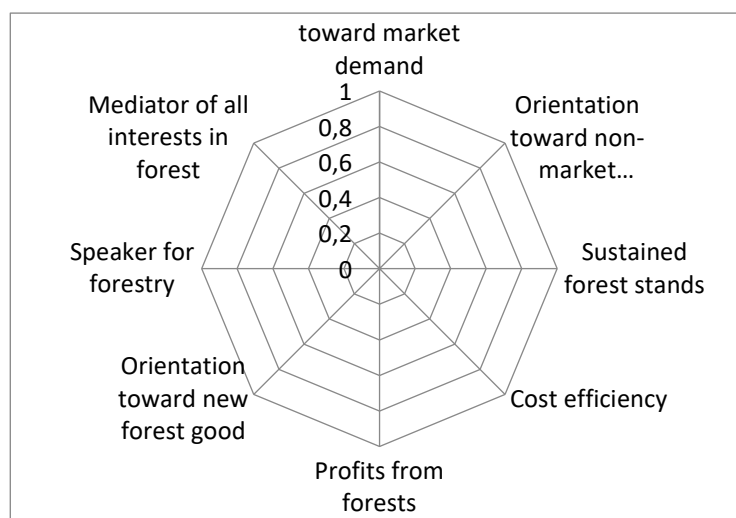 toward market
demand
Orientation
toward non-
market...
Sustained
forest stands
Cost efficiency
Profits from
forests
Orientation
toward new
forest good
Speaker for
forestry
Mediator of all
interests in
forest
1
0,8
0,6
0,4
0,2
0